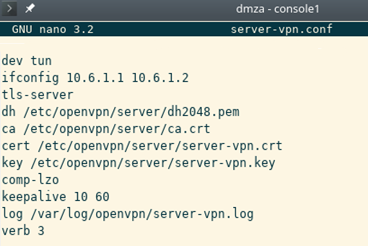 dmza - console1
GNU nano 3.2 server-vpn.conf
dev tun
ifconfig 10.6.1.1 10.6.1.2
tls-server
dh /etc/openvpn/server/dh2048.pem
ca /etc/openvpn/server/ca.crt
cert /etc/openvpn/server/server-vpn.crt
key /etc/openvpn/server/server-vpn.key
comp-lzo
keepalive 10 60
log /var/log/openvpn/server-vpn.log
verb 3